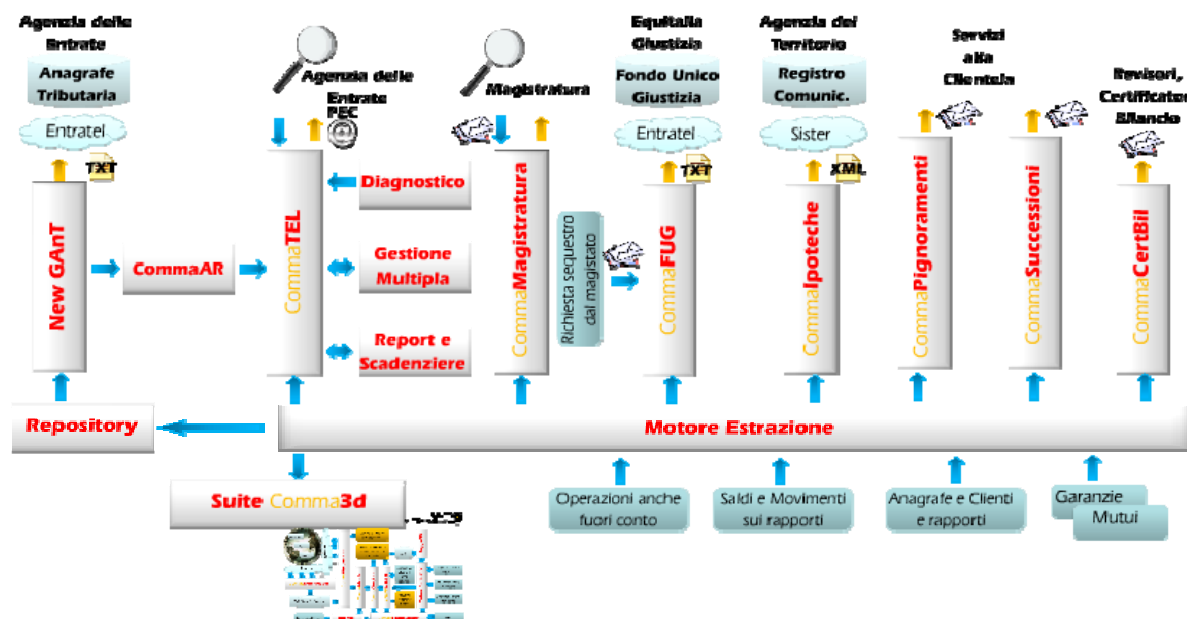 Agenzia delle
Entrate
Anagrafe
Tributaria
Entratel
TXT
New GAnT
CommaAR
Agenzia delle
Entrate
PEC
CommaTEL
Diagnostico
Gestione
Multipla
Report e
Scadenziere
Magistratura
CommaMagistratura
Richiesta sequestro
dal magistato
Equitalia
Giustizia
Fondo Unico
Giustizia
Entratel
TXT
CommaFUG
Agenzia del
Territorio
Registro
Comunic.
Sister
XML
CommaIpoteche
Servizi
alla
Clientela
CommaPignoramenti
CommaSuccessioni
Revisori,
Certificatori
Bilancio
CommaCertBil
Repository
Motore Estrazione
Suite Comma3d
Operazioni anche
fuori conto
Saldi e Movimenti
sui rapporti
Anagrafe e Clienti
e rapporti
Garanzie
Mutui